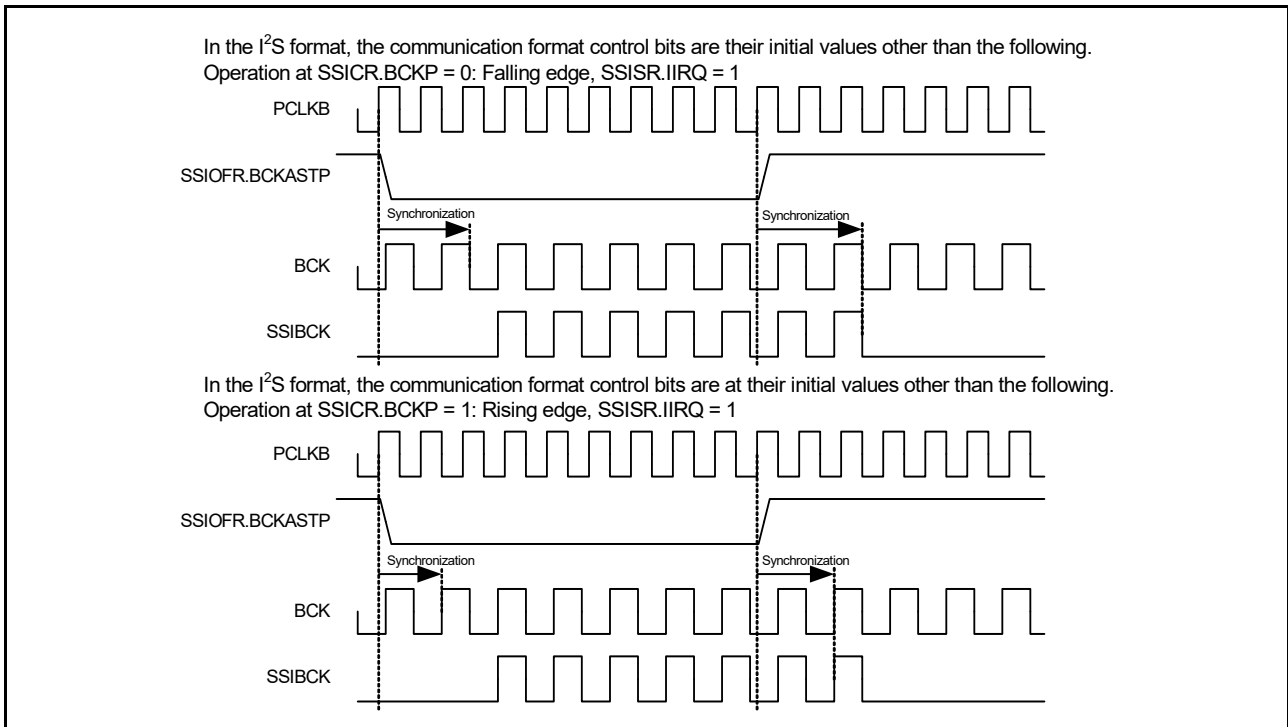 In the I²S format, the communication format control bits are their initial values other than the following.
Operation at SSICR.BCKP = 0: Falling edge, SSISR.IIRQ = 1
PCLKB
SSIOFR.BCKASTP
Synchronization Synchronization
BCK
SSIBCK
In the I²S format, the communication format control bits are at their initial values other than the following.
Operation at SSICR.BCKP = 1: Rising edge, SSISR.IIRQ = 1
PCLKB
SSIOFR.BCKASTP
Synchronization Synchronization
BCK
SSIBCK